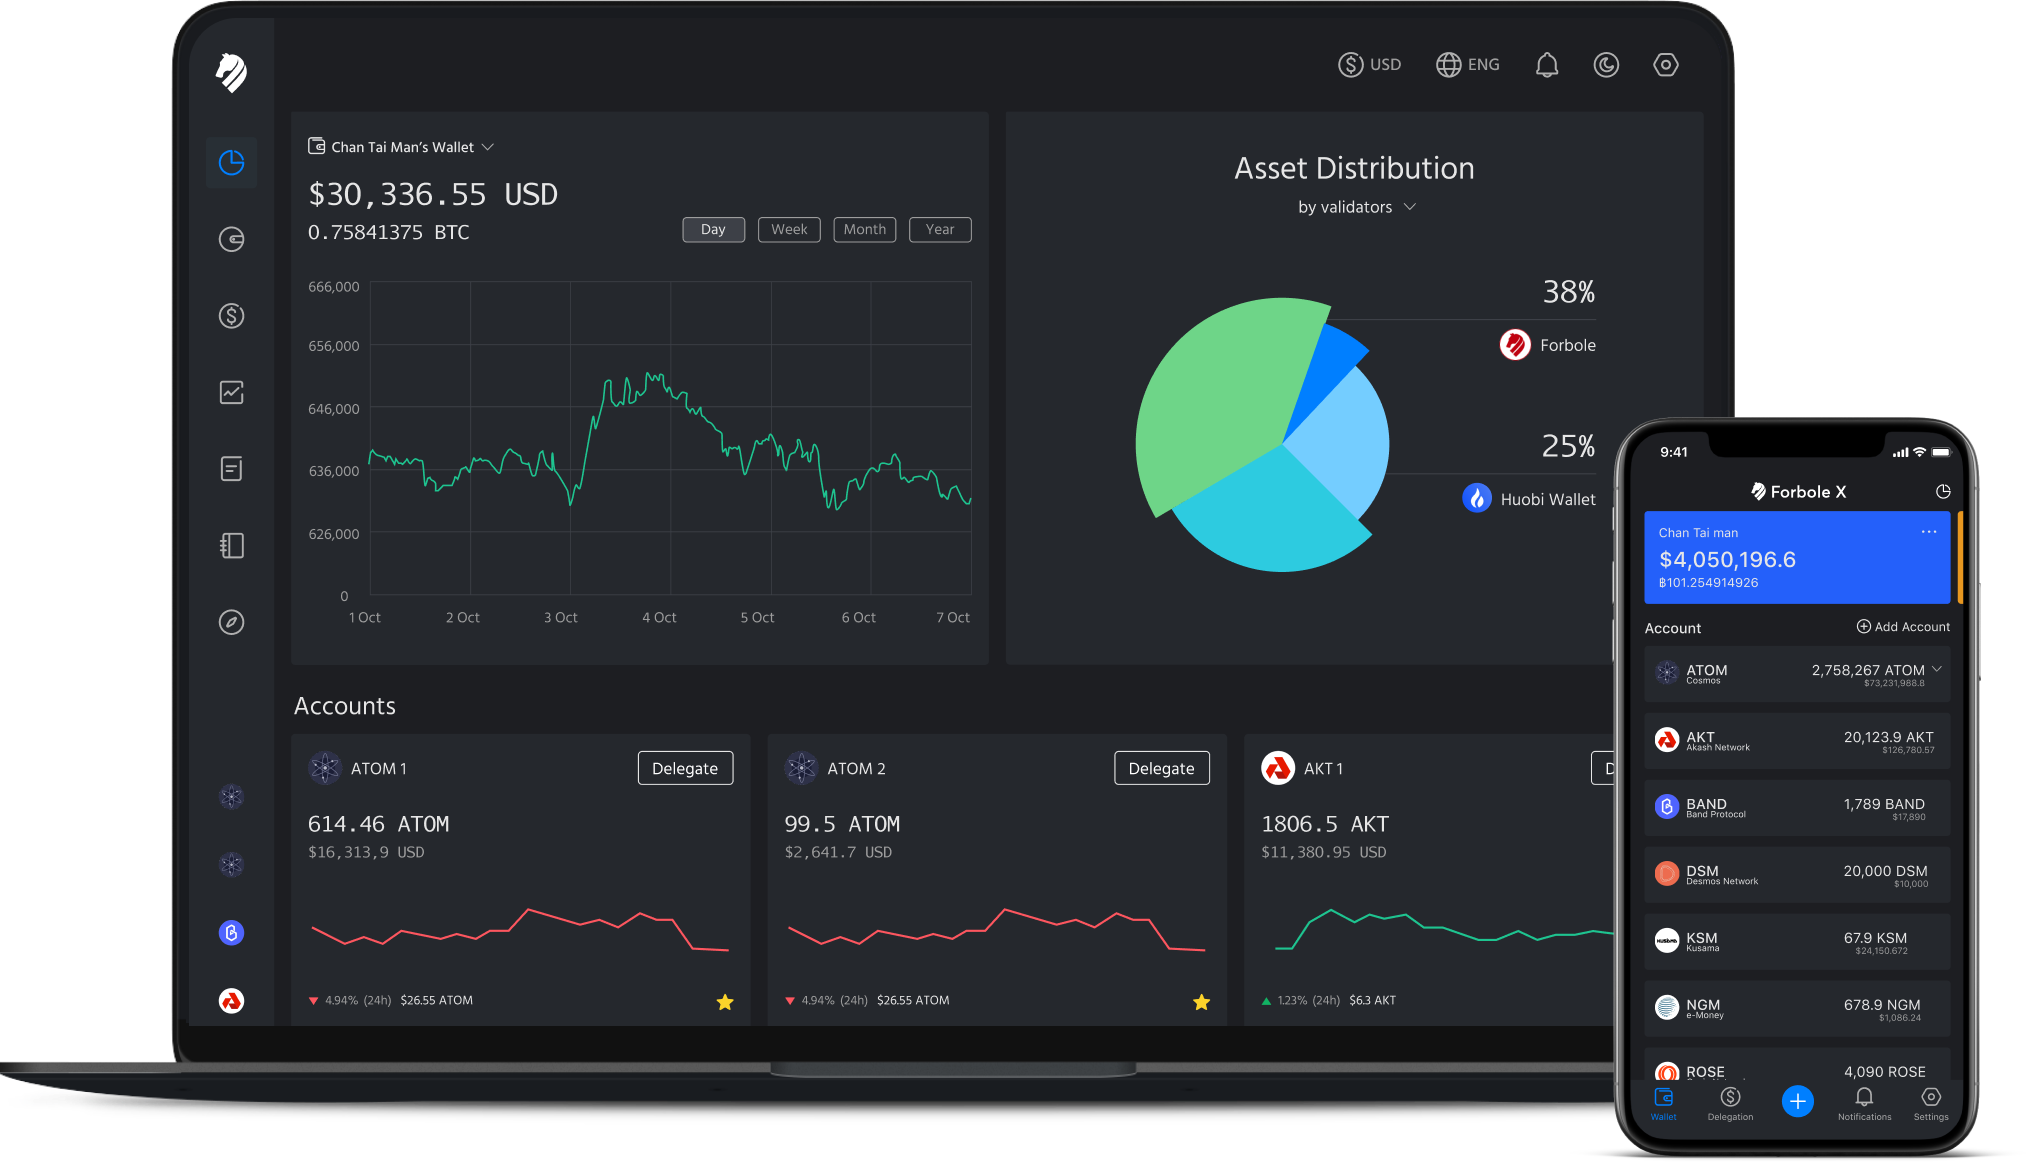 USD
ENG
Chan Tai Man's Wallet
$30,336.55 USD
0.75841375 BTC
Day
Week
Month
Year
666,000
656,000
646,000
636,000
626,000
0
1 Oct
2 Oct
3 Oct
4 Oct
5 Oct
6 Oct
7 Oct
Asset Distribution
by validators
38%
Forbole
25%
Huobi Wallet
Accounts
ATOM 1
Delegate
614.46 ATOM
$16,313,9 USD
4.94% (24h) $26.55 ATOM
ATOM 2
Delegate
99.5 ATOM
$2,641.7 USD
4.94% (24h) $26.55 ATOM
AKT 1
D
1806.5 AKT
$11,380.95 USD
1.23% (24h) $6.3 AKT
9:41
Forbole X
Chan Tai man
$4,050,196.6
฿101.254914926
Account
Add Account
ATOM
Cosmos
2,758,267 ATOM
$73,231,988.8
AKT
Akash Network
20,123.9 AKT
$126,780.57
BAND
Band Protocol
1,789 BAND
$17,890
DSM
Desmos Network
20,000 DSM
$10,000
KUSAMA
KSM
Kusama
67.9 KSM
$24,150.672
NGM
e-Money
678.9 NGM
$1,086.24
ROSE
4,090 ROSE
Wallet
Delegation
Notifications
Settings